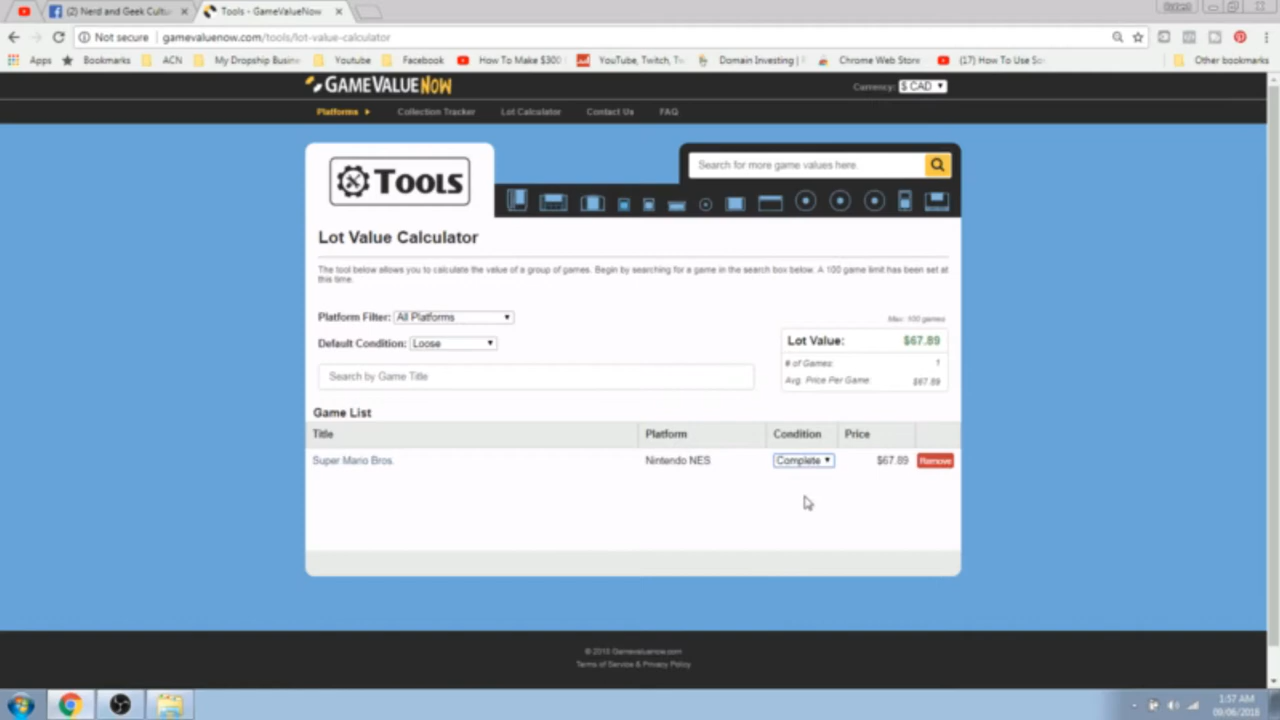 (2) Nerd and Geek Cultu
Tools - GameValueNow
Not secure gamevaluenow.com/tools/lot-value-calculator
Apps Bookmarks ACN My Dropship Busine Youtube Facebook How To Make $300 YouTube, Twitch, Domain Investing | Chrome Web Store (17) How To Use Other bookmarks
GAMEVALUENOW
Currency: $ CAD
Platforms Collection Tracker Lot Calculator Contact Us FAQ
TOOLS
Search for more game values here.
Lot Value Calculator
The tool below allows you to calculate the value of a group of games. Begin by searching for a game in the search box below. A 100 game limit has been set at
this time.
Platform Filter: All Platforms
Max: 100 games
Default Condition: Loose
Lot Value: $67.89
# of Games: 1
Avg. Price Per Game: $67.89
Search by Game Title
Game List
Title Platform Condition Price
Super Mario Bros. Nintendo NES Complete $67.89 Remove
© 2018 Gamevaluenow.com
Terms of Service & Privacy Policy
1:57 AM
09/06/2018